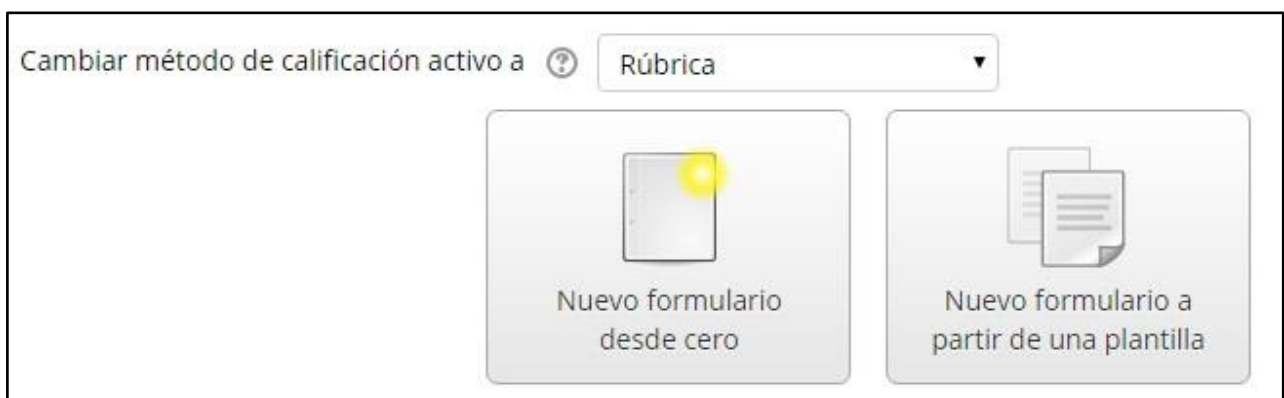 Cambiar método de calificación activo a Rúbrica
Nuevo formulario
desde cero
Nuevo formulario a
partir de una plantilla